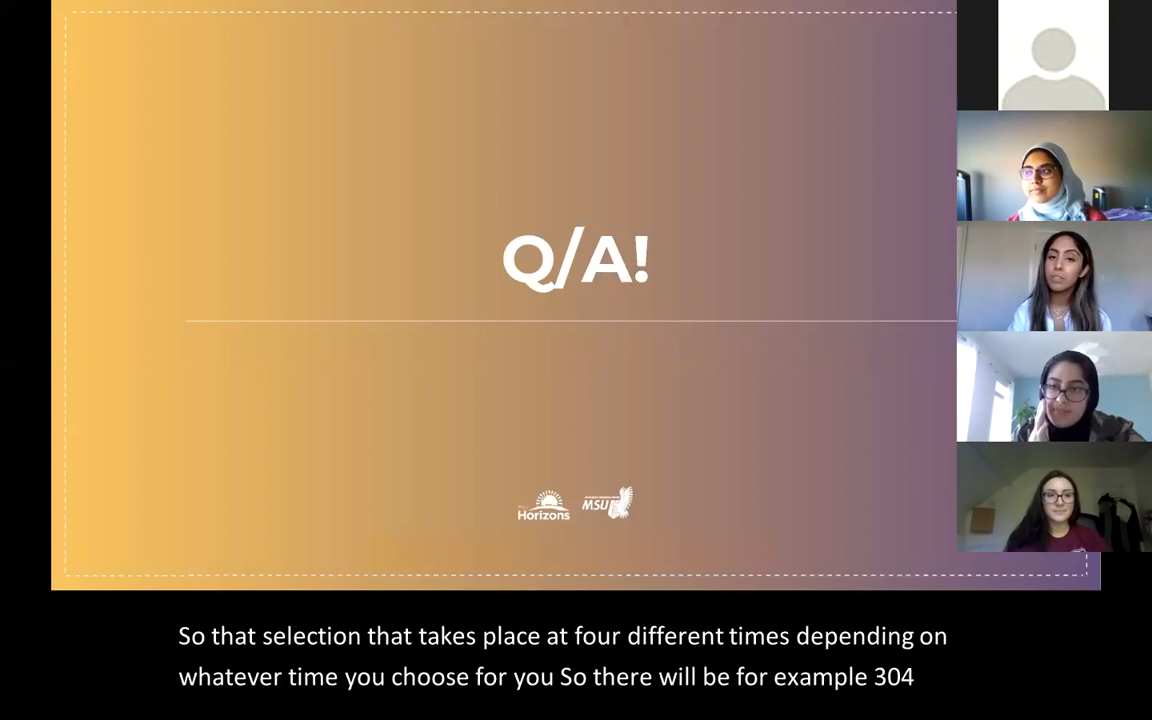 Q/A!
Horizons
MSU
So that selection that takes place at four different times depending on
whatever time you choose for you So there will be for example 304